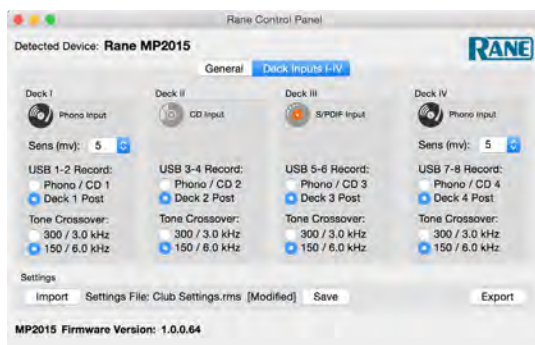 Rane Control Panel
Detected Device: Rane MP2015
RANE
General Deck Inputs I-IV
Deck I Deck II Deck III Deck IV
Phono Input CD Input S/PDIF Input Phono Input
Sens (mv): 5 Sens (mv): 5
USB 1-2 Record: USB 3-4 Record: USB 5-6 Record: USB 7-8 Record:
Phono / CD 1 Phono / CD 2 Phono / CD 3 Phono / CD 4
Deck 1 Post Deck 2 Post Deck 3 Post Deck 4 Post
Tone Crossover: Tone Crossover: Tone Crossover: Tone Crossover:
300 / 3.0 kHz 300 / 3.0 kHz 300 / 3.0 kHz 300 / 3.0 kHz
150 / 6.0 kHz 150 / 6.0 kHz 150 / 6.0 kHz 150 / 6.0 kHz
Settings
Import Settings File: Club Settings.rms [Modified] Save Export
MP2015 Firmware Version: 1.0.0.64